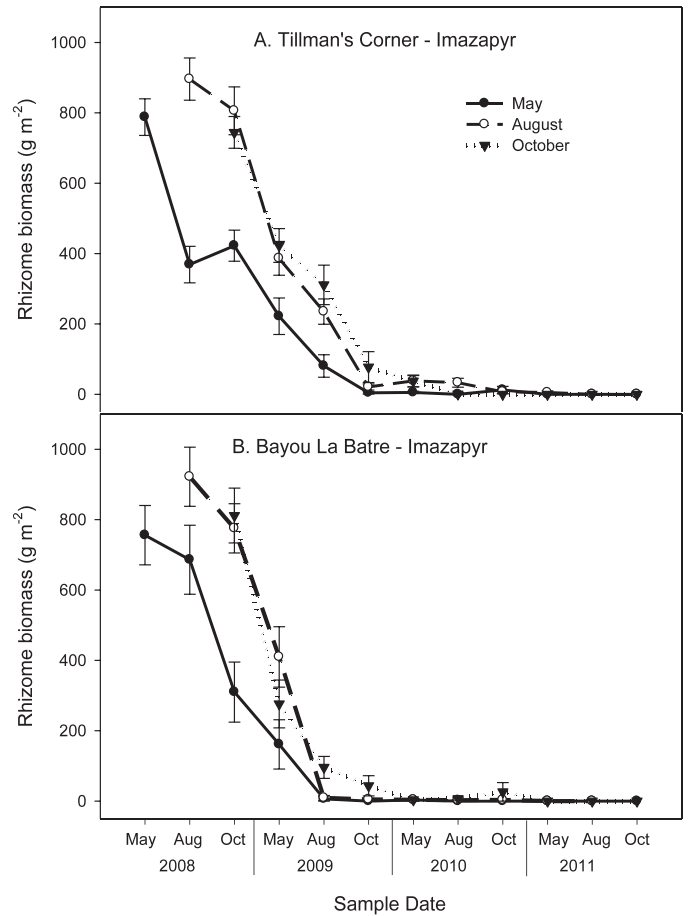 A. Tillman's Corner - Imazapyr
1000
800
600
400
200
0
Rhizome biomass (g m-2)
May
August
October
B. Bayou La Batre - Imazapyr
1000
800
600
400
200
0
Rhizome biomass (g m-2)
May Aug Oct May Aug Oct May Aug Oct May Aug Oct
2008 2009 2010 2011
Sample Date